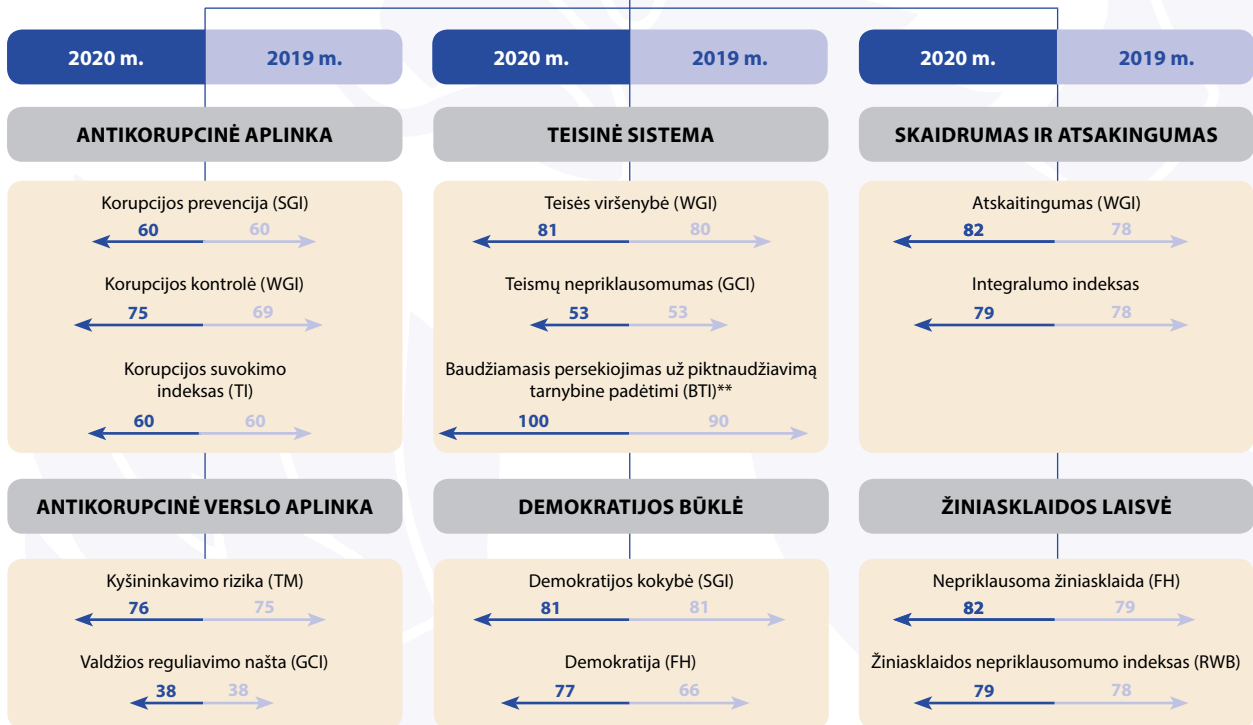 2020 m. 2019 m.
ANTIKORUPCINĖ APLINKA
Korupcijos prevencija (SGI)
60 60
Korupcijos kontrolė (WGI)
75 69
Korupcijos suvokimo
indeksas (TI)
60 60
ANTIKORUPCINĖ VERSLO APLINKA
Kyšininkavimo rizika (TM)
76 75
Valdžios reguliavimo našta (GCI)
38 38
2020 m. 2019 m.
TEISINĖ SISTEMA
Teisės viršenybė (WGI)
81 80
Teismų nepriklausomumas (GCI)
53 53
Baudžiamasis persekiojimas už piktnaudžiavimą
tarnybine padėtimi (BTI)**
100 90
DEMOKRATIJOS BŪKLĖ
Demokratijos kokybė (SGI)
81 81
Demokratija (FH)
77 66
2020 m. 2019 m.
SKAIDRUMAS IR ATSAKINGUMAS
Atskaitingumas (WGI)
82 78
Integralumo indeksas
79 78
ŽINIASKLAIDOS LAISVĖ
Nepriklausoma žiniasklaida (FH)
82 79
Žiniasklaidos nepriklausomumo indeksas (RWB)
79 78